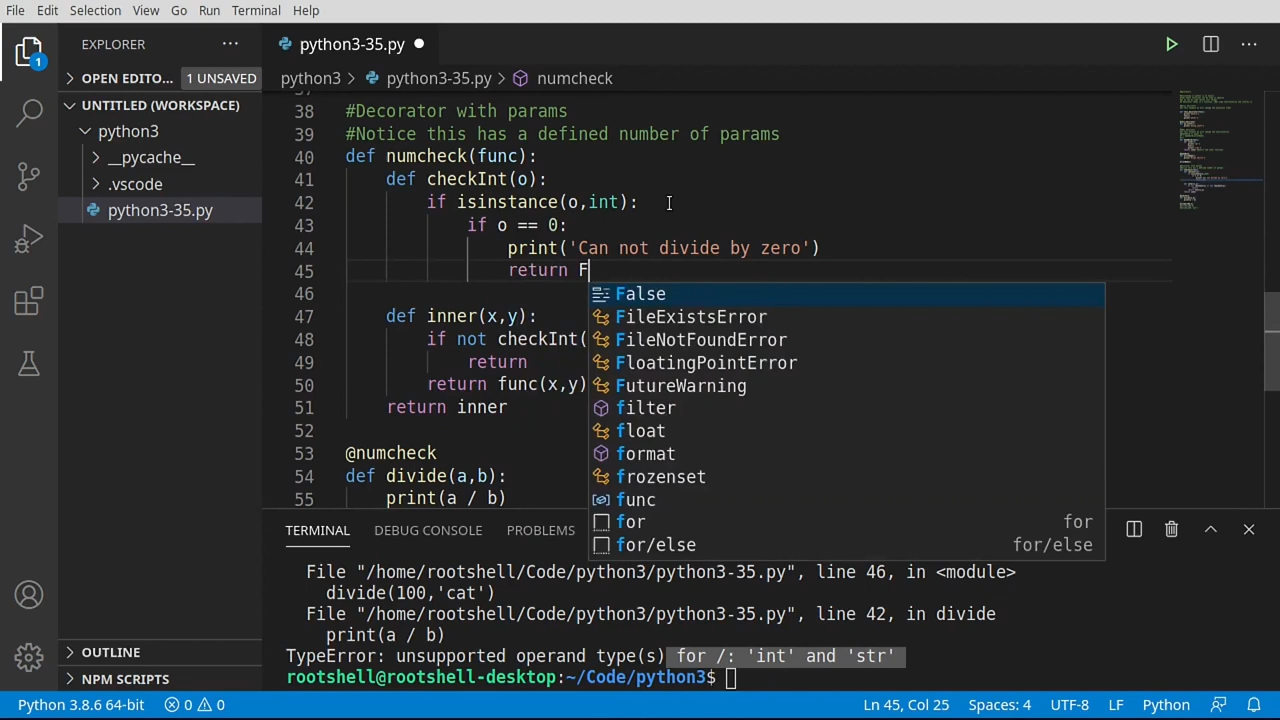 File Edit Selection View Go Run Terminal Help
EXPLORER
python3-35.py
OPEN EDITO... 1 UNSAVED
python3 > python3-35.py > numcheck
UNTITLED (WORKSPACE)
python3
__pycache__
.vscode
python3-35.py
1
38 #Decorator with params
39 #Notice this has a defined number of params
40 def numcheck(func):
41 def checkInt(o):
42 if isinstance(o,int):
43 if o == 0:
44 print('Can not divide by zero')
45 return F
46
47 def inner(x,y):
48 if not checkInt(
49 return
50 return func(x,y)
51 return inner
52
53 @numcheck
54 def divide(a,b):
55 print(a / b)
False
FileExistsError
FileNotFoundError
FloatingPointError
FutureWarning
filter
float
format
frozenset
func
for for
for/else for/else
TERMINAL DEBUG CONSOLE PROBLEMS
File "/home/rootshell/Code/python3/python3-35.py", line 46, in <module>
divide(100,'cat')
File "/home/rootshell/Code/python3/python3-35.py", line 42, in divide
print(a / b)
TypeError: unsupported operand type(s) for /: 'int' and 'str'
rootshell@rootshell-desktop:~/Code/python3$
OUTLINE
NPM SCRIPTS
Python 3.8.6 64-bit 0 0 Ln 45, Col 25 Spaces: 4 UTF-8 LF Python